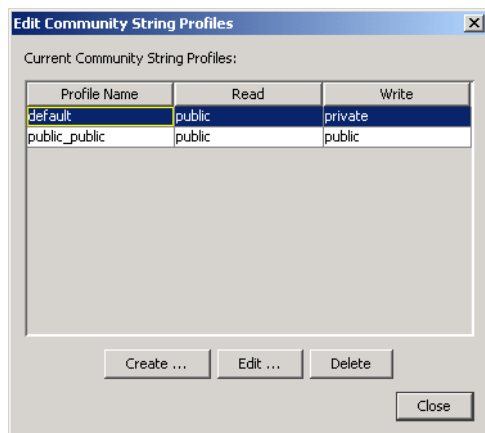 Edit Community String Profiles
Current Community String Profiles:
Profile Name Read Write
default public private
public_public public public
Create ... Edit ... Delete
Close